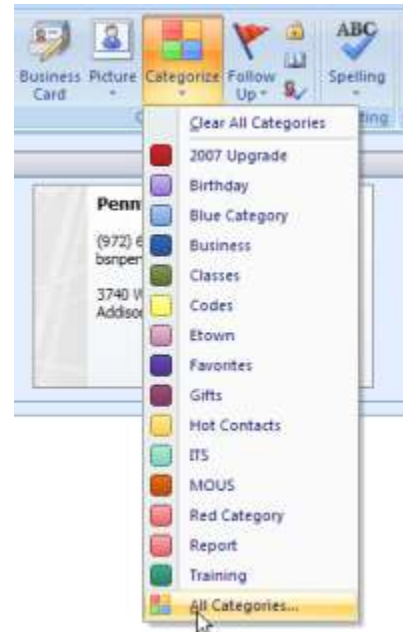 ABC
Business Picture Categorize Follow Spelling
Card Up
Clear All Categories
2007 Upgrade
Birthday
Blue Category
Business
Classes
Codes
Etown
Favorites
Gifts
Hot Contacts
ITS
MOUS
Red Category
Report
Training
All Categories...
Penn
(972) 6
bsnper
3740 W
Addiso